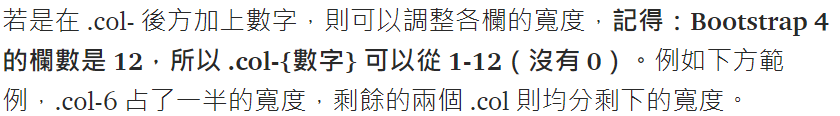 若是在 .col- 後方加上數字，則可以調整各欄的寬度，記得：Bootstrap 4
的欄數是 12，所以 .col-{數字} 可以從 1-12（沒有 0）。例如下方範
例，.col-6 占了一半的寬度，剩餘的兩個 .col 則均分剩下的寬度。